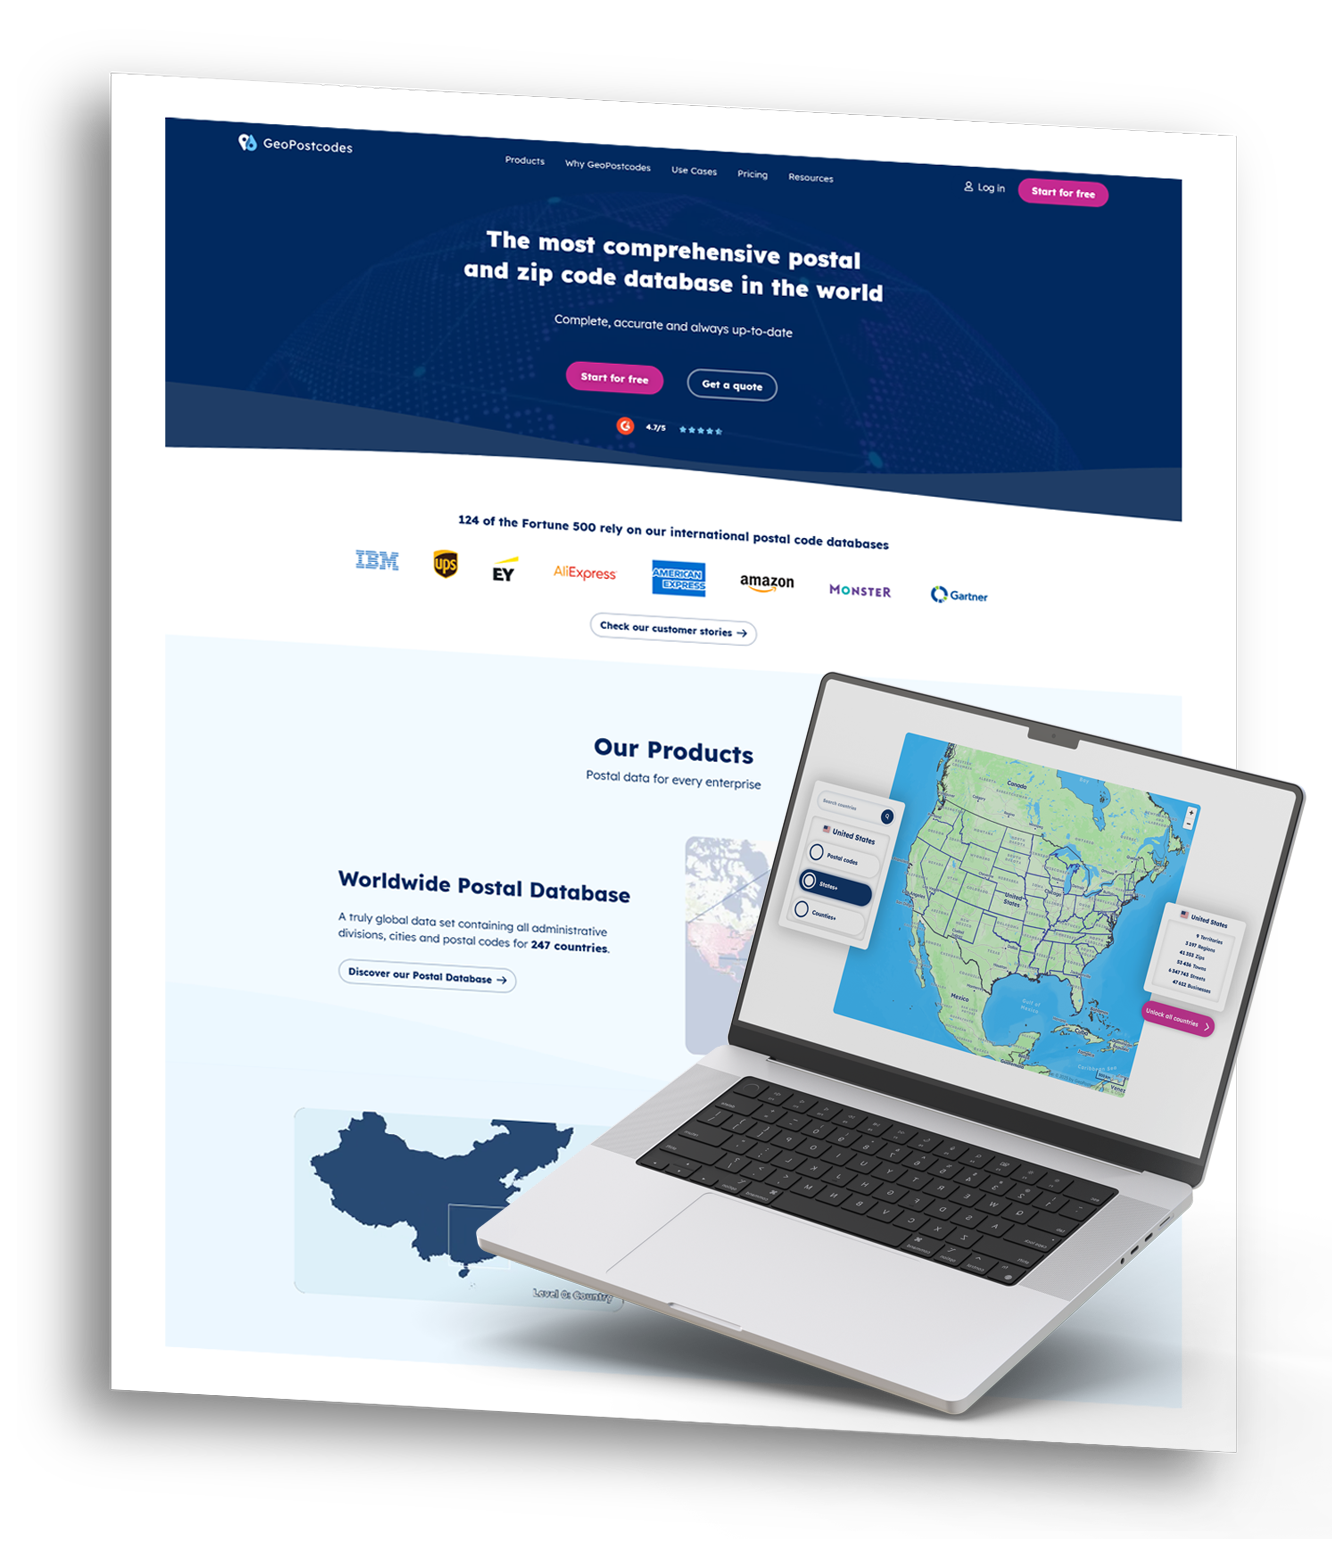 GeoPostcodes
Products
Why GeoPostcodes
Use Cases
Pricing
Resources
Log in
Start for free
The most comprehensive postal
and zip code database in the world
Complete, accurate and always up-to-date
Start for free
Get a quote
4.7/5
124 of the Fortune 500 rely on our international postal code databases
IBM
ups
EY
AliExpress
AMERICAN
EXPRESS
amazon
MONSTER
Gartner
Check our customer stories →
Our Products
Postal data for every enterprise
Worldwide Postal Database
A truly global data set containing all administrative
divisions, cities and postal codes for 247 countries.
Discover our Postal Database →
Level 0: Country
Search countries
United States
Postal codes
States+
Counties+
Canada
United
States
Mexico
Gulf of
Mexico
United States
9 Territories
3 197 Regions
41 555 Zips
Towns
6 347 743 Streets
47 612 Businesses
Unlock all countries